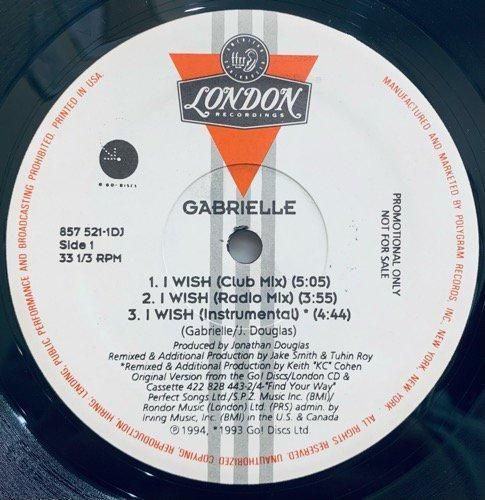 AMERICAN
ffrr
RECORDINGS
LONDON
RECORDINGS
® GO! DISCS
GABRIELLE
857 521-1DJ
Side 1
33 1/3 RPM
PROMOTIONAL ONLY
NOT FOR SALE
1. I WISH (Club Mix) (5:05)
2. I WISH (Radio Mix) (3:55)
3. I WISH (Instrumental) * (4:44)
(Gabrielle/J. Douglas)
Produced by Jonathan Douglas
Remixed & Additional Production by Jake Smith & Tuhin Roy
*Remixed & Additional Production by Keith "KC" Cohen
Original Version from the Go! Discs/London CD &
Cassette 422 828 443-2/4 "Find Your Way"
Perfect Songs Ltd./S.P.Z. Music Inc. (BMI)/
Rondor Music (London) Ltd. (PRS) admin. by
Irving Music, Inc. (BMI) in the U.S. & Canada
℗ 1994, *1993 Go! Discs Ltd
MANUFACTURED AND MARKETED BY POLYGRAM RECORDS, INC. NEW YORK, NEW YORK. ALL RIGHTS RESERVED. UNAUTHORIZED COPYING, REPRODUCTION, HIRING, LENDING, PUBLIC PERFORMANCE AND BROADCASTING PROHIBITED. PRINTED IN USA.